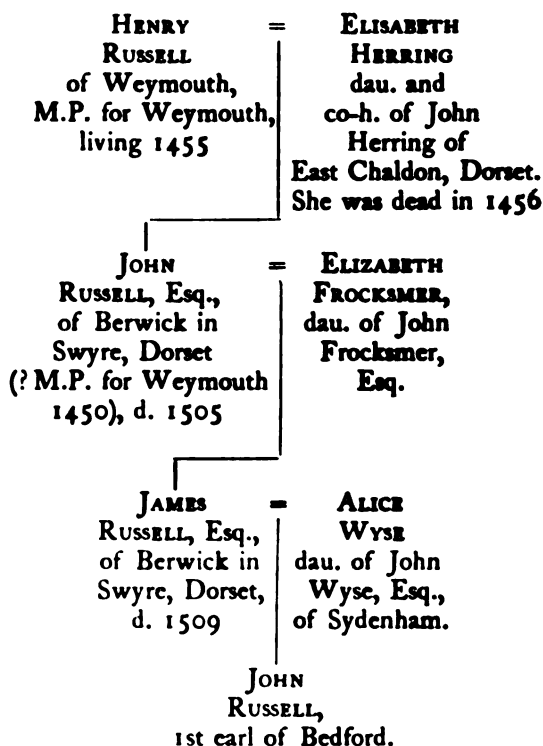 HENRY = ELISABETH
RUSSELL HERRING
of Weymouth, dau. and
M.P. for Weymouth, co-h. of John
living 1455 Herring of
East Chaldon, Dorset.
She was dead in 1456
JOHN = ELIZABETH
RUSSELL, Esq., FROCKSMER,
of Berwick in dau. of John
Swyre, Dorset Frocksmer,
(? M.P. for Weymouth Esq.
1450), d. 1505
JAMES = ALICE
RUSSELL, Esq., WYSE
of Berwick in dau. of John
Swyre, Dorset, Wyse, Esq.,
d. 1509 of Sydenham.
JOHN
RUSSELL,
1st earl of Bedford.